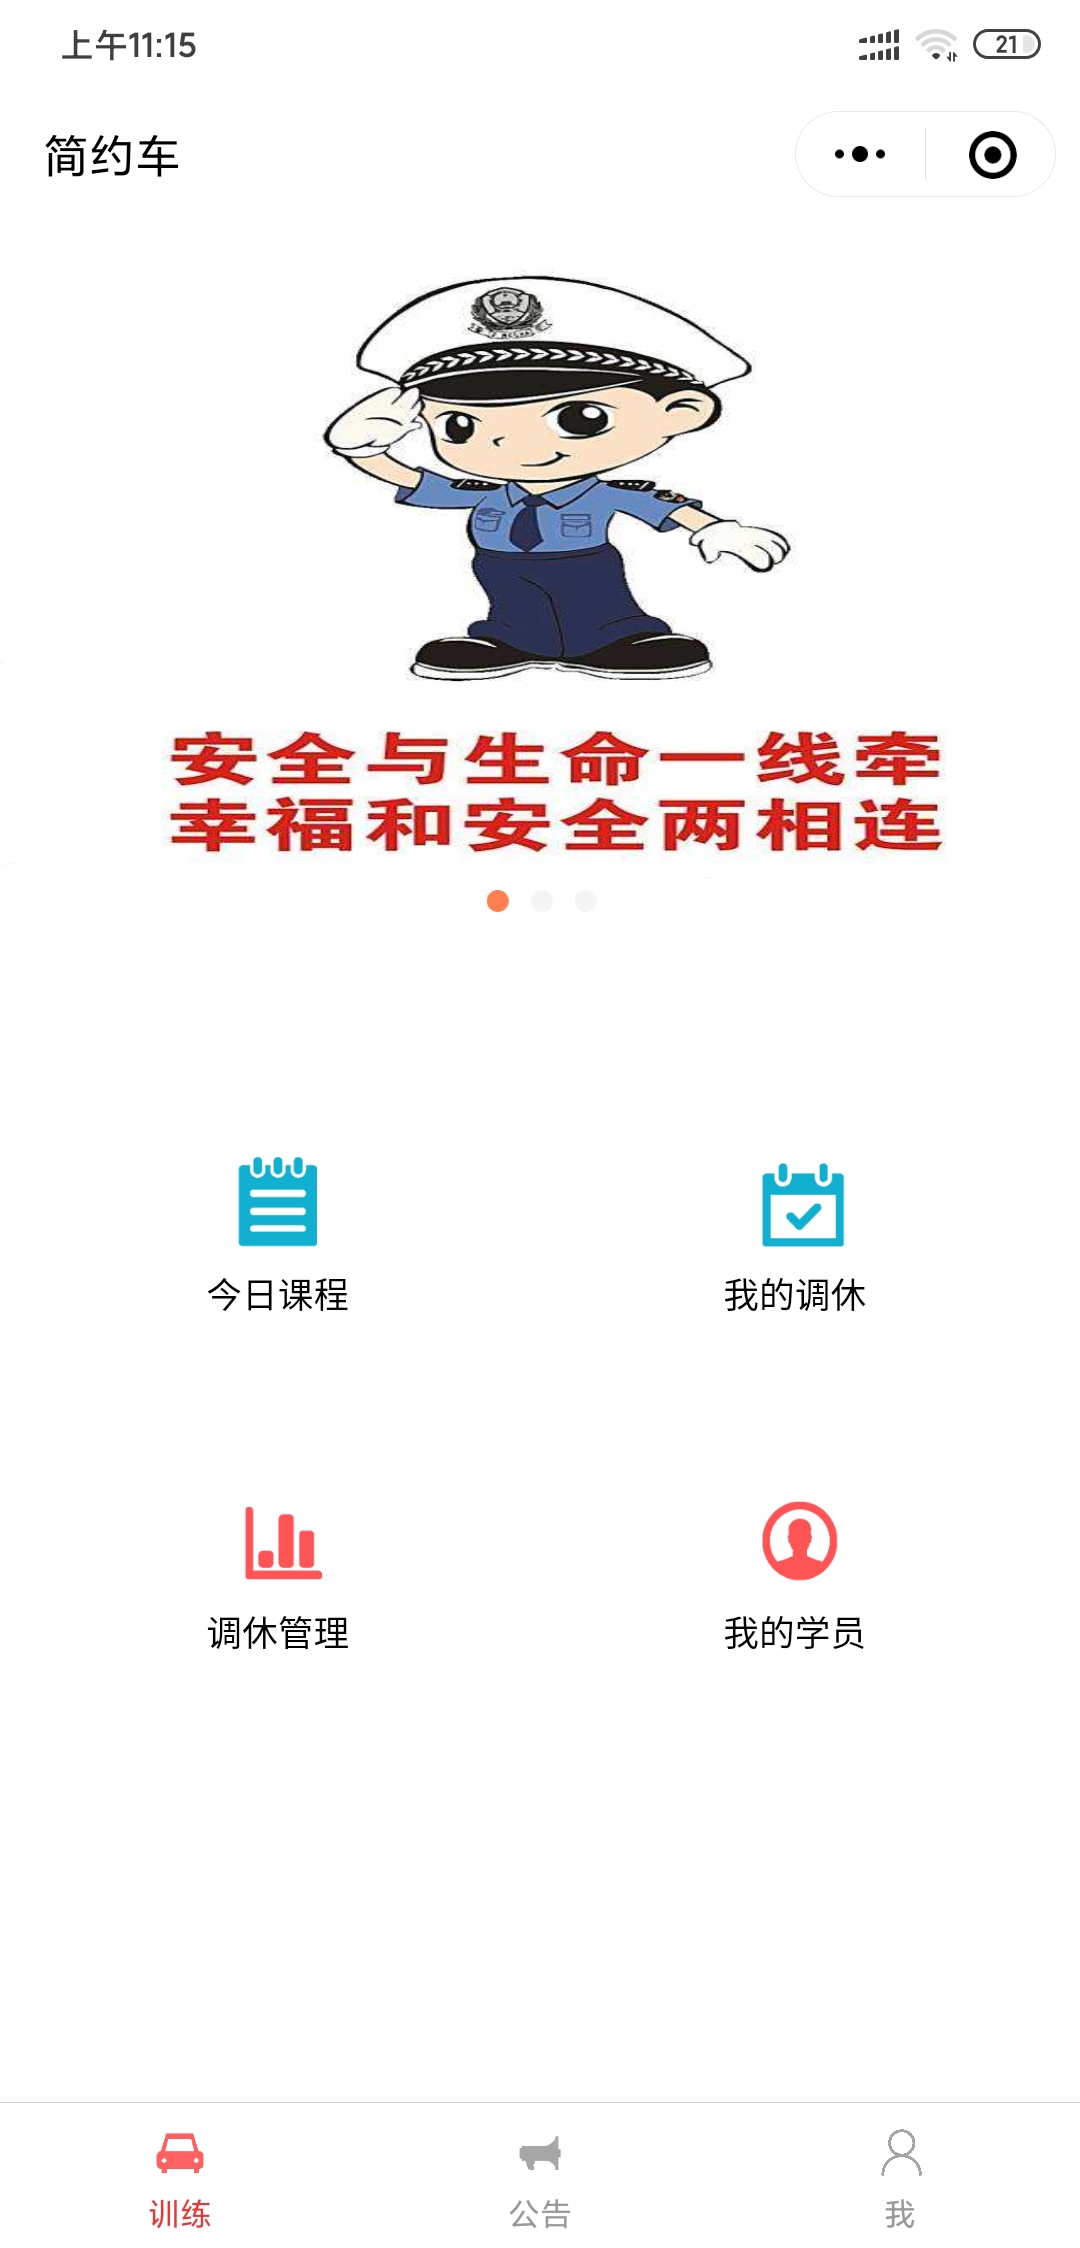 上午11:15
21
简约车
安全与生命一线牵
幸福和安全两相连
今日课程
我的调休
调休管理
我的学员
训练
公告
我